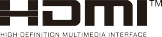 HDMI™
HIGH DEFINITION MULTIMEDIA INTERFACE